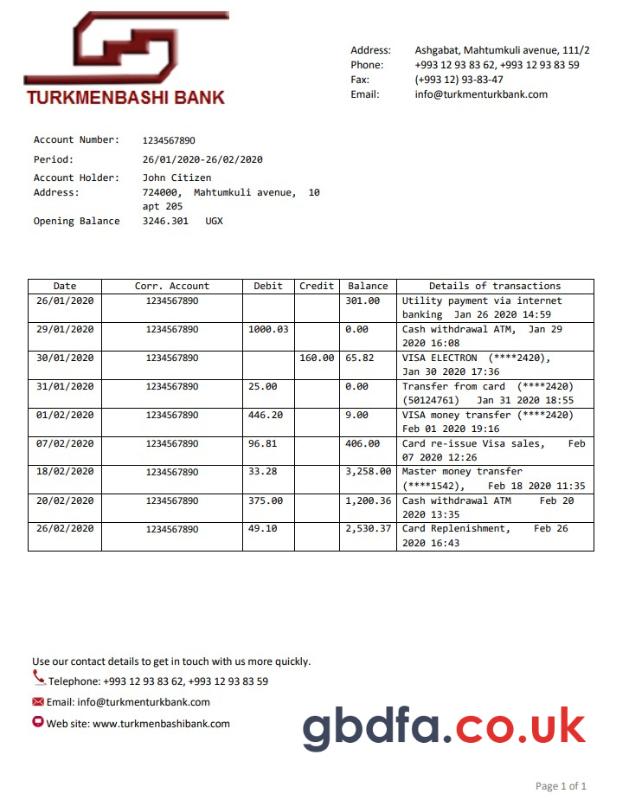 TURKMENBASHI BANK
Address: Ashgabat, Mahtumkuli avenue, 111/2
Phone: +993 12 93 83 62, +993 12 93 83 59
Fax: (+993 12) 93-83-47
Email: info@turkmenturkbank.com
Account Number: 1234567890
Period: 26/01/2020-26/02/2020
Account Holder: John Citizen
Address: 724000, Mahtumkuli avenue, 10
apt 205
Opening Balance 3246.301 UGX
Date Corr. Account Debit Credit Balance Details of transactions
26/01/2020 1234567890 301.00 Utility payment via internet
banking Jan 26 2020 14:59
29/01/2020 1234567890 1000.03 0.00 Cash withdrawal ATM, Jan 29
2020 16:08
30/01/2020 1234567890 160.00 65.82 VISA ELECTRON (****2420),
Jan 30 2020 17:36
31/01/2020 1234567890 25.00 0.00 Transfer from card (****2420)
(50124761) Jan 31 2020 18:55
01/02/2020 1234567890 446.20 9.00 VISA money transfer (****2420)
Feb 01 2020 19:16
07/02/2020 1234567890 96.81 406.00 Card re-issue Visa sales, Feb
07 2020 12:26
18/02/2020 1234567890 33.28 3,258.00 Master money transfer
(****1542), Feb 18 2020 11:35
20/02/2020 1234567890 375.00 1,200.36 Cash withdrawal ATM Feb 20
2020 13:35
26/02/2020 1234567890 49.10 2,530.37 Card Replenishment, Feb 26
2020 16:43
Use our contact details to get in touch with us more quickly.
Telephone: +993 12 93 83 62, +993 12 93 83 59
Email: info@turkmenturkbank.com
Web site: www.turkmenbashibank.com
gbdfa.co.uk
Page 1 of 1